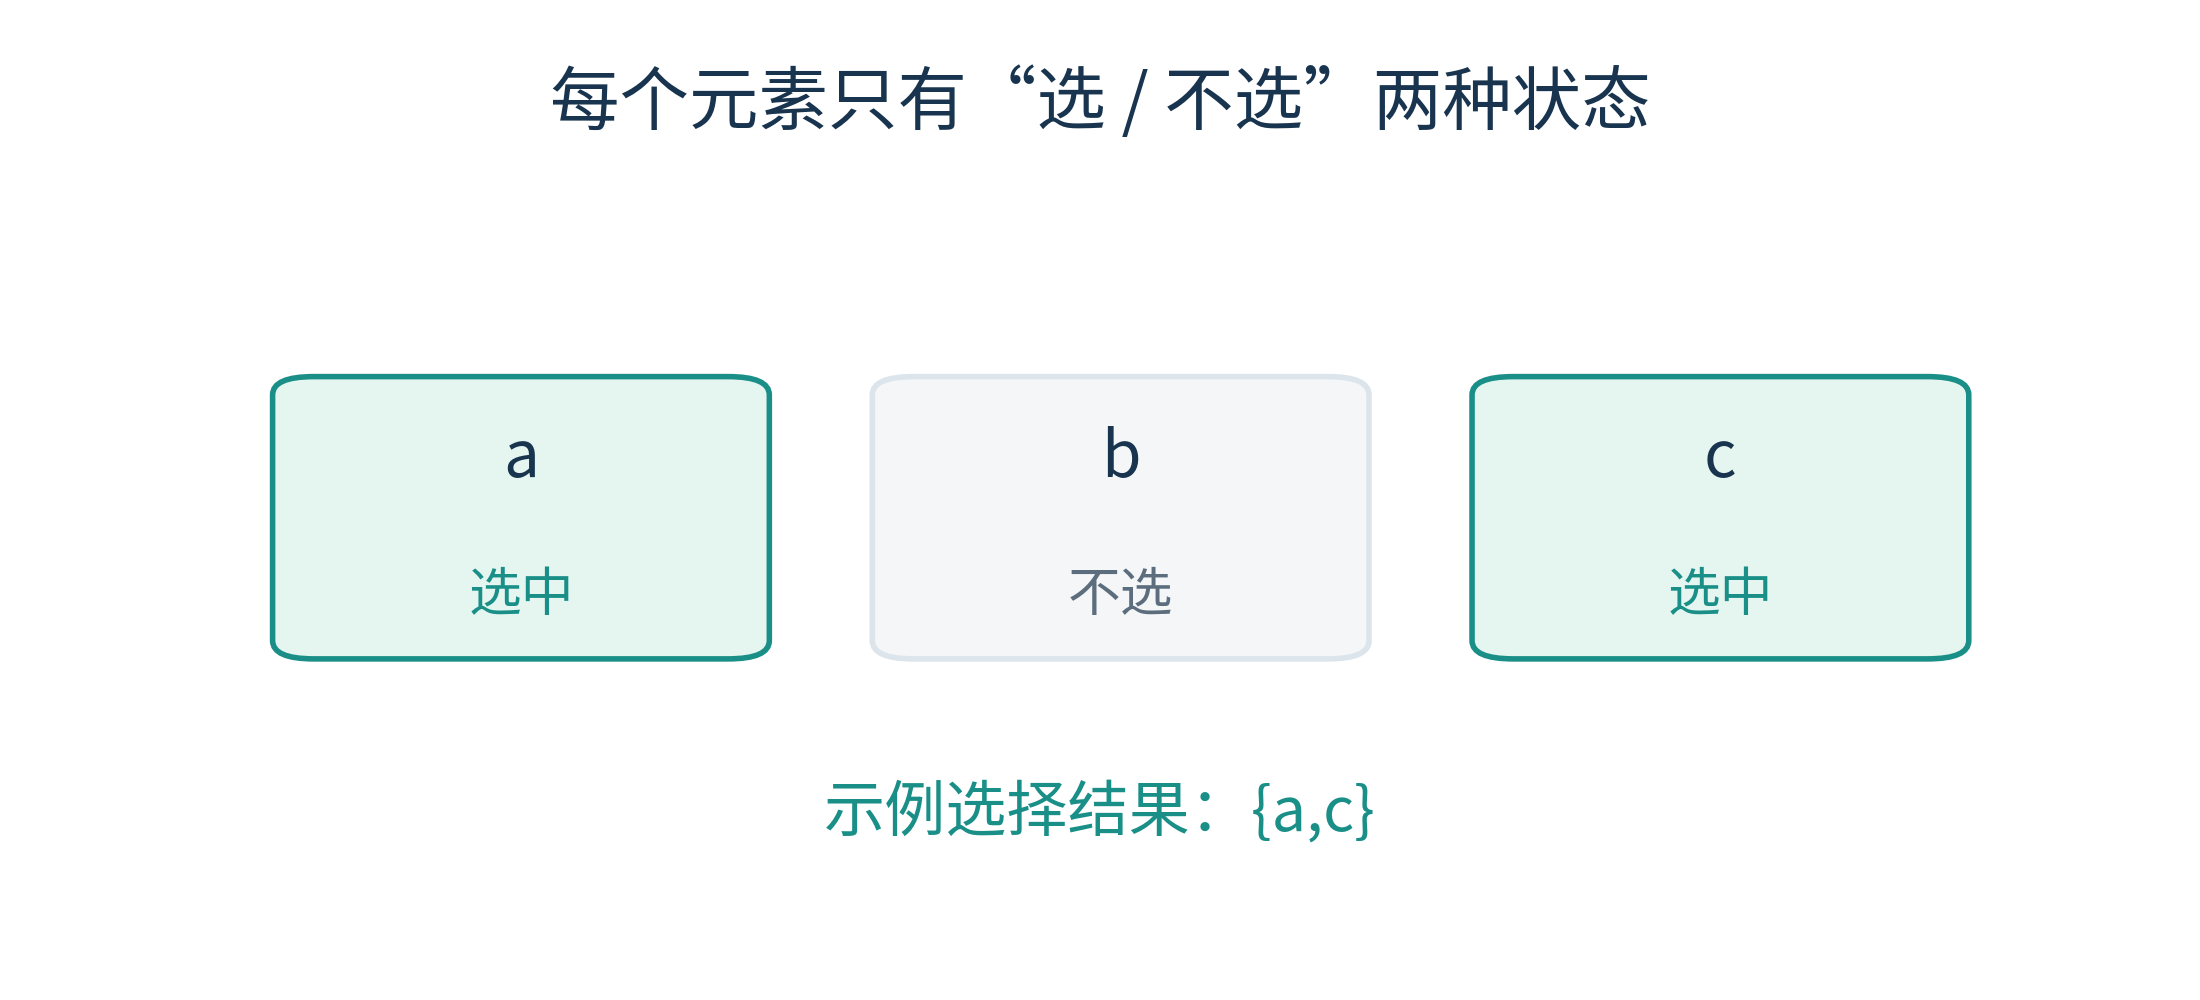 每个元素只有“选 / 不选”两种状态
a
b
c
选中
不选
选中
示例选择结果：{a,c}